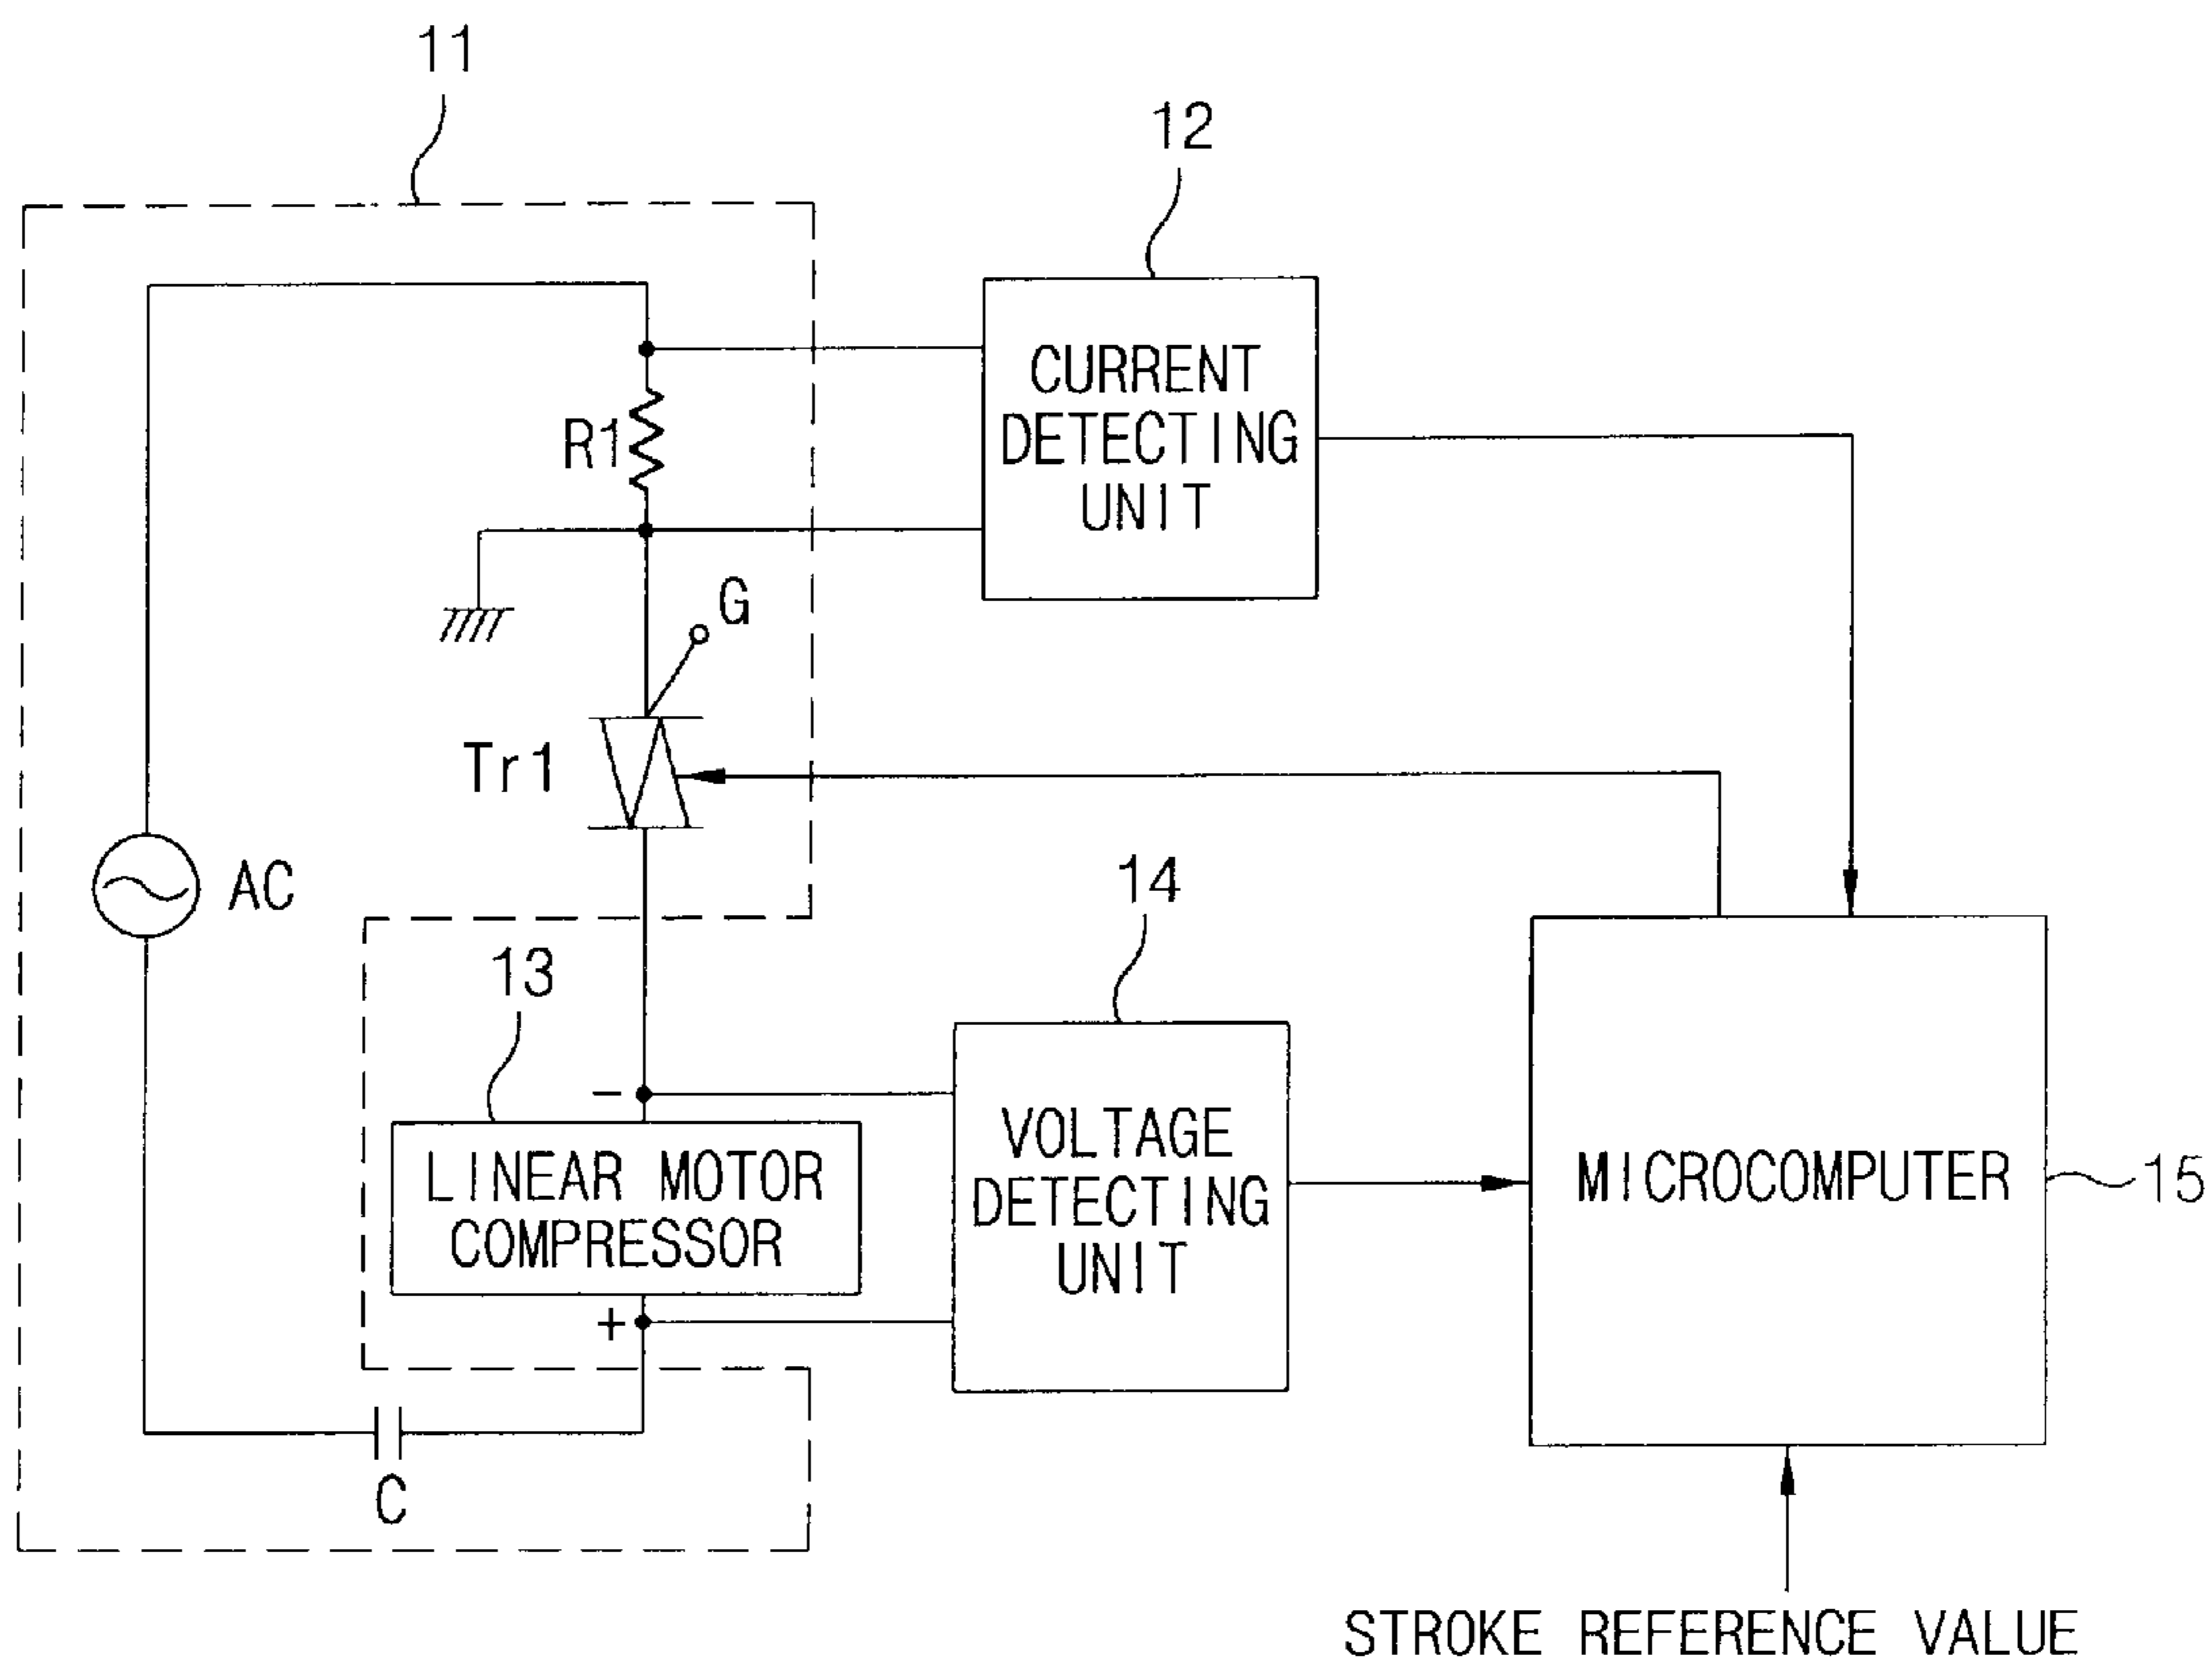 11
12
CURRENT
DETECTING
UNIT
R1
G
Tr1
AC
14
13
-
LINEAR MOTOR
COMPRESSOR
+
VOLTAGE
DETECTING
UNIT
MICROCOMPUTER
15
C
STROKE REFERENCE VALUE